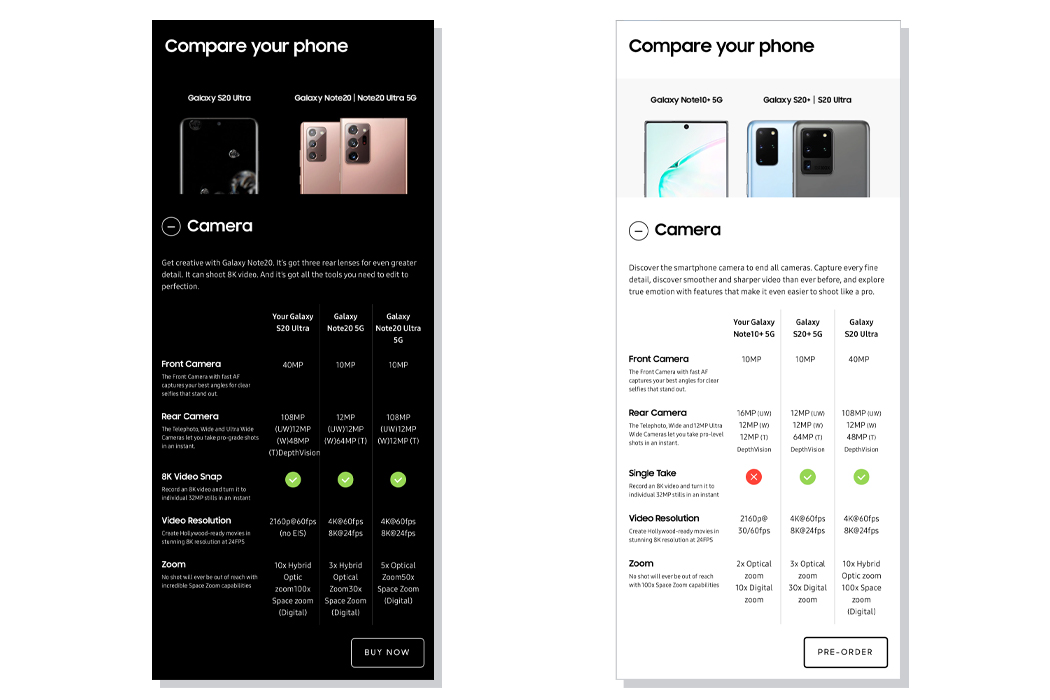 Compare your phone
Galaxy S20 Ultra
Galaxy Note20 | Note20 Ultra 5G
Camera
Get creative with Galaxy Note20. It's got three rear lenses for even greater
detail. It can shoot 8K video. And it's got all the tools you need to edit to
perfection.
Your Galaxy
S20 Ultra
Galaxy
Note20 5G
Galaxy
Note20 Ultra
5G
Front Camera
The Front Camera with fast AF
captures your best angles for clear
selfies that stand out.
40MP
10MP
10MP
Rear Camera
The Telephoto, Wide and Ultra Wide
Cameras let you take pro-grade shots
in an instant.
108MP
(UW)12MP
(W)48MP
(T)DepthVision
12MP
(UW)12MP
(W)64MP (T)
108MP
(UW)12MP
(W)12MP (T)
8K Video Snap
Record an 8K video and turn it to
individual 32MP stills in an instant
Video Resolution
Create Hollywood-ready movies in
stunning 8K resolution at 24FPS
2160p@60fps
(no EIS)
4K@60fps
8K@24fps
4K@60fps
8K@24fps
Zoom
No shot will ever be out of reach with
incredible Space Zoom capabilities
10x Hybrid
Optic
zoom100x
Space zoom
(Digital)
3x Hybrid
Optical
Zoom30x
Space Zoom
(Digital)
5x Optical
Zoom50x
Space Zoom
(Digital)
BUY NOW
Compare your phone
Galaxy Note10+ 5G
Galaxy S20+ | S20 Ultra
Camera
Discover the smartphone camera to end all cameras. Capture every fine
detail, discover smoother and sharper video than ever before, and explore
true emotion with features that make it even easier to shoot like a pro.
Your Galaxy
Note10+ 5G
Galaxy
S20+ 5G
Galaxy
S20 Ultra
Front Camera
The Front Camera with fast AF
captures your best angles for clear
selfies that stand out.
10MP
10MP
40MP
Rear Camera
The Telephoto, Wide and 12MP Ultra
Wide Cameras let you take pro-level
shots in an instant.
16MP (UW)
12MP (W)
12MP (T)
DepthVision
12MP (UW)
12MP (W)
64MP (T)
DepthVision
108MP (UW)
12MP (W)
48MP (T)
DepthVision
Single Take
Record an 8K video and turn it to
individual 32MP stills in an instant
Video Resolution
Create Hollywood-ready movies in
stunning 8K resolution at 24FPS
2160p@
30/60fps
4K@60fps
8K@24fps
4K@60fps
8K@24fps
Zoom
No shot will ever be out of reach
with 100x Space Zoom capabilities
2x Optical
zoom
10x Digital
zoom
3x Optical
zoom
30x Digital
zoom
10x Hybrid
Optic zoom
100x Space
zoom
(Digital)
PRE-ORDER